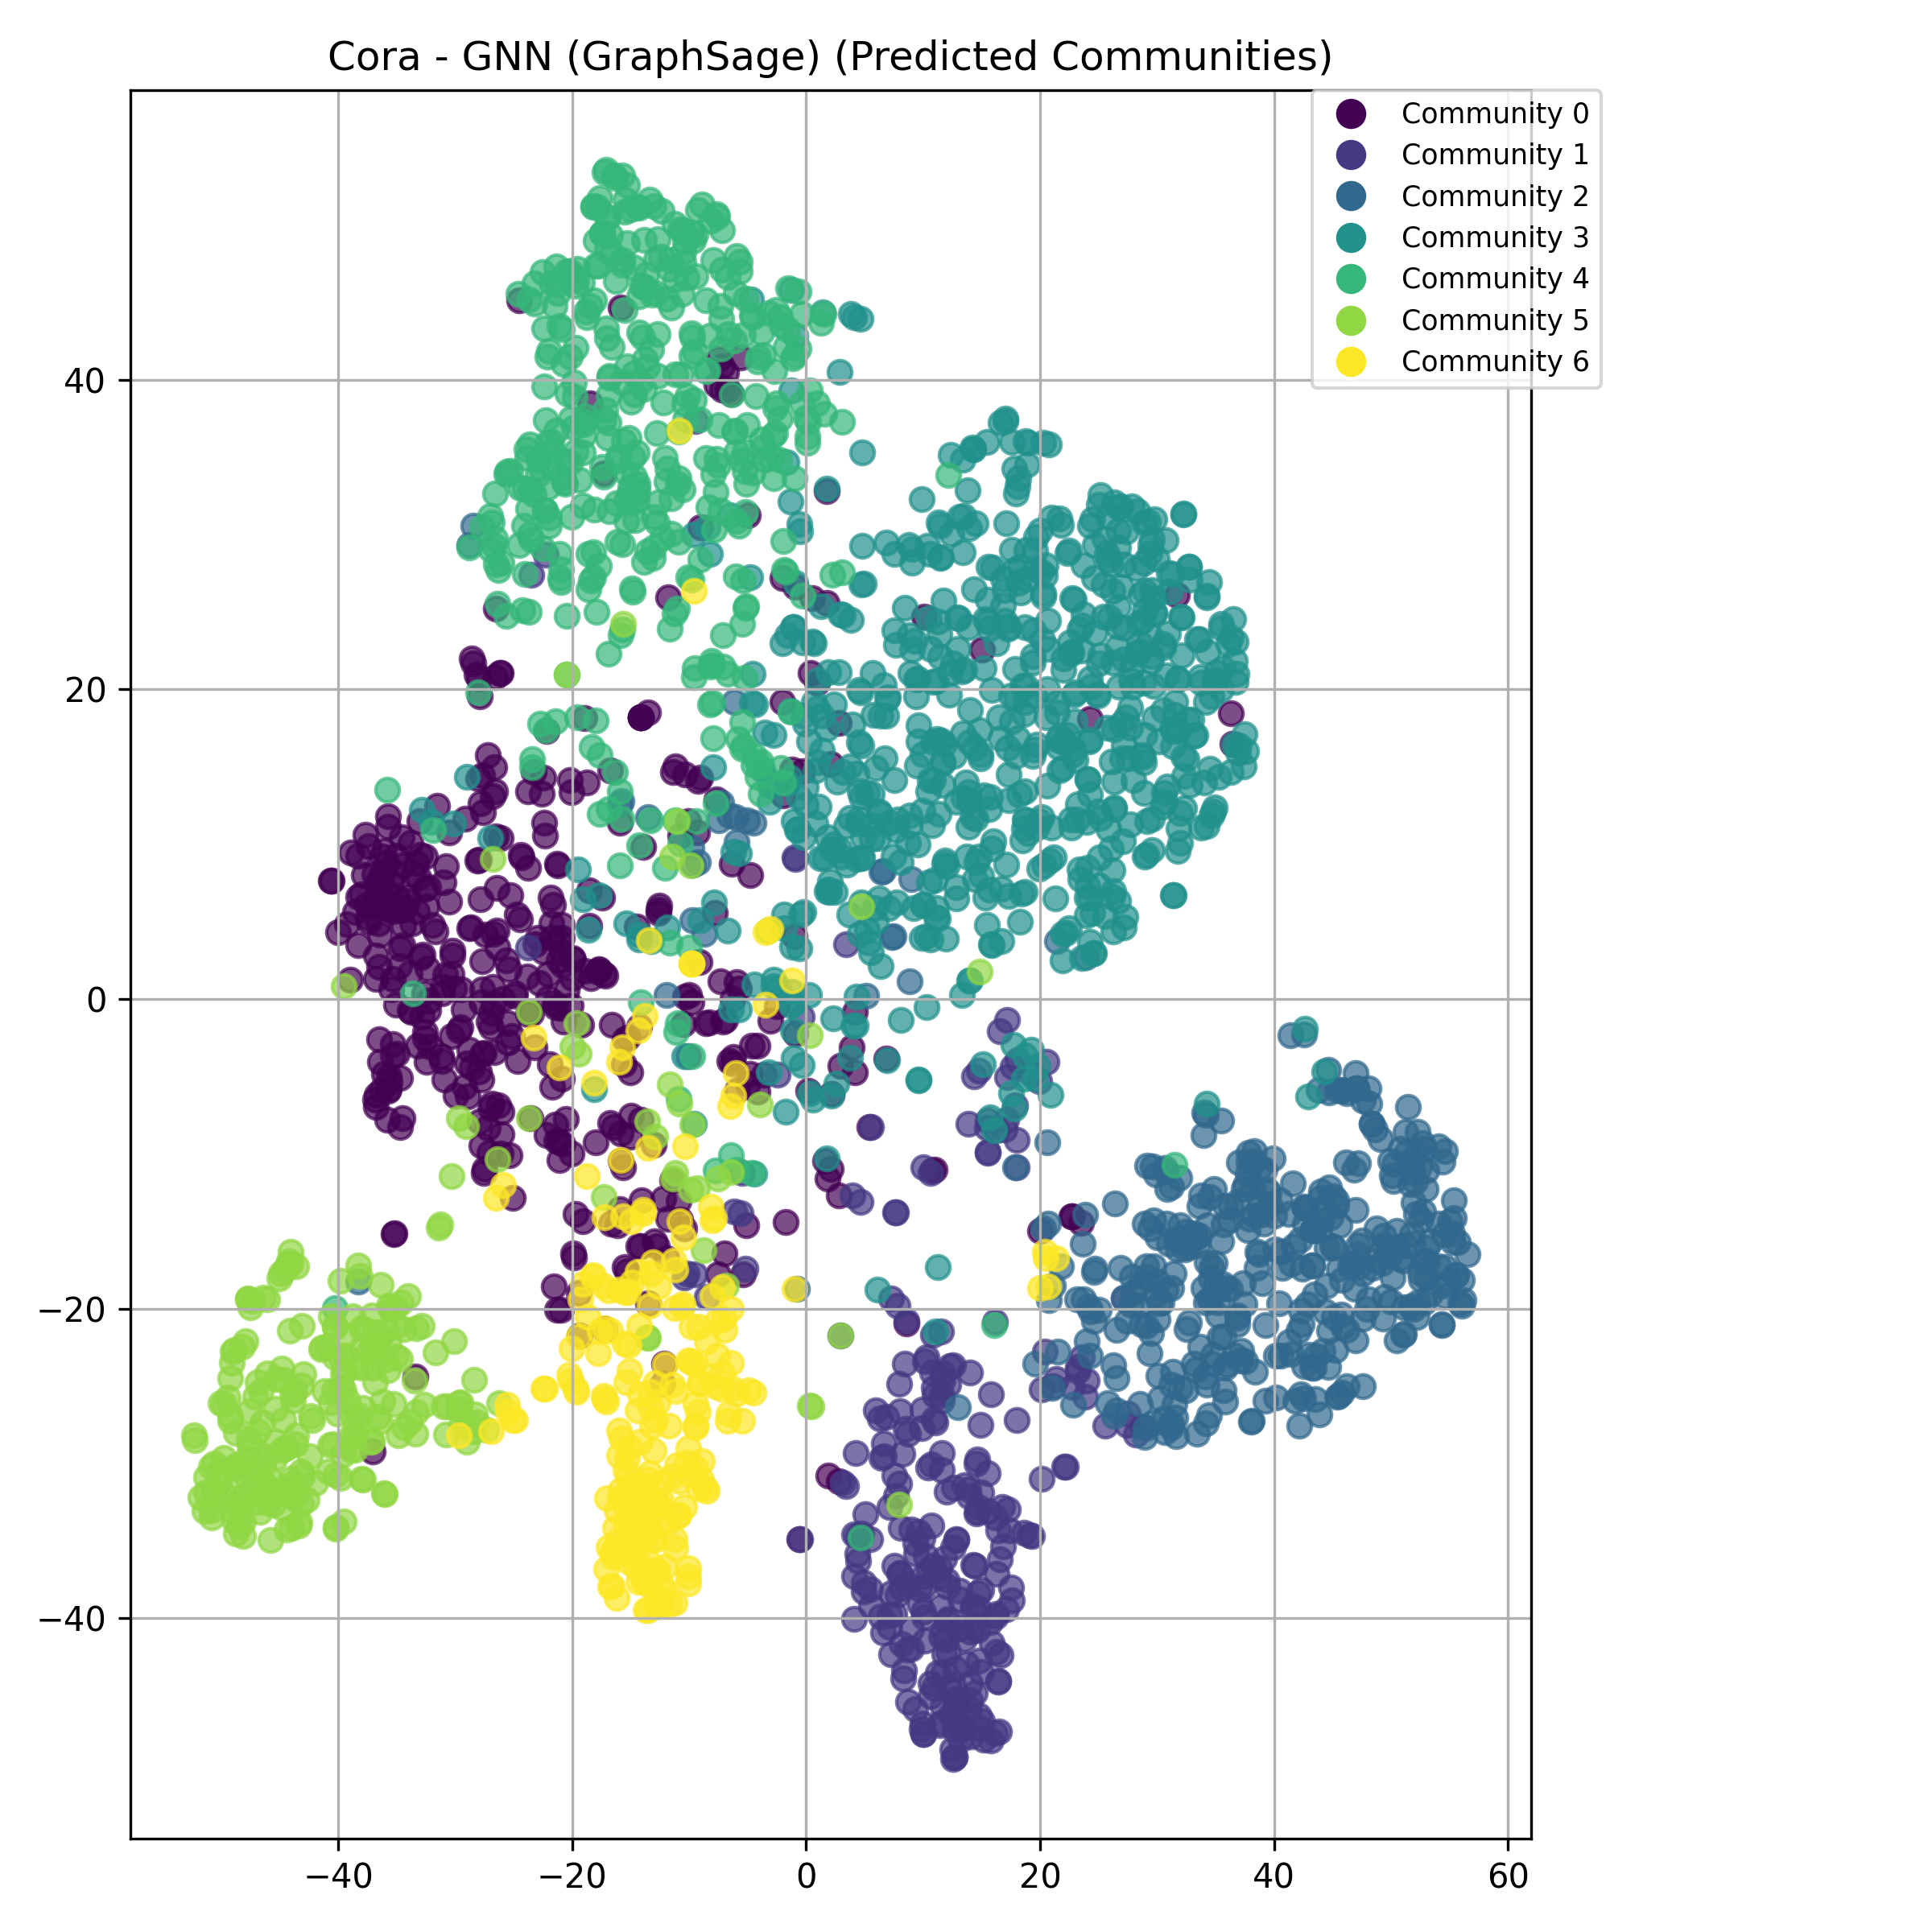 Cora - GNN (GraphSage) (Predicted Communities)
Community 0
Community 1
Community 2
Community 3
Community 4
Community 5
Community 6
40
20
0
−20
−40
−40
−20
0
20
40
60